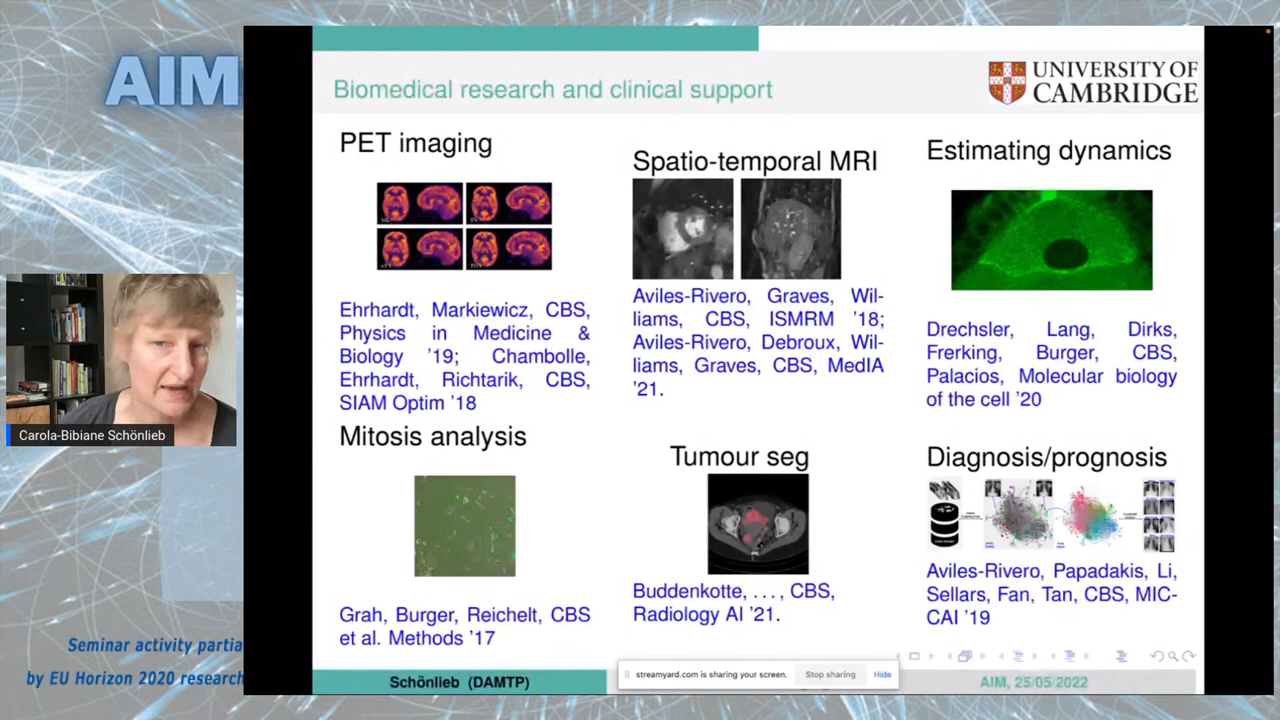 AIM
Biomedical research and clinical support
UNIVERSITY OF
CAMBRIDGE
PET imaging
Ehrhardt, Markiewicz, CBS,
Physics in Medicine &
Biology '19; Chambolle,
Ehrhardt, Richtarik, CBS,
SIAM Optim '18
Spatio-temporal MRI
Aviles-Rivero, Graves, Wil-
liams, CBS, ISMRM '18;
Aviles-Rivero, Debroux, Wil-
liams, Graves, CBS, MedIA
'21.
Estimating dynamics
Drechsler, Lang, Dirks,
Frerking, Burger, CBS,
Palacios, Molecular biology
of the cell '20
Mitosis analysis
Grah, Burger, Reichelt, CBS
et al. Methods '17
Tumour seg
Buddenkotte, ..., CBS,
Radiology AI '21.
Diagnosis/prognosis
Aviles-Rivero, Papadakis, Li,
Sellars, Fan, Tan, CBS, MIC-
CAI '19
Carola-Bibiane Schönlieb
Seminar activity partia
by EU Horizon 2020 research
Schönlieb (DAMTP)
streamyard.com is sharing your screen.
Stop sharing
Hide
AIM, 25/05/2022